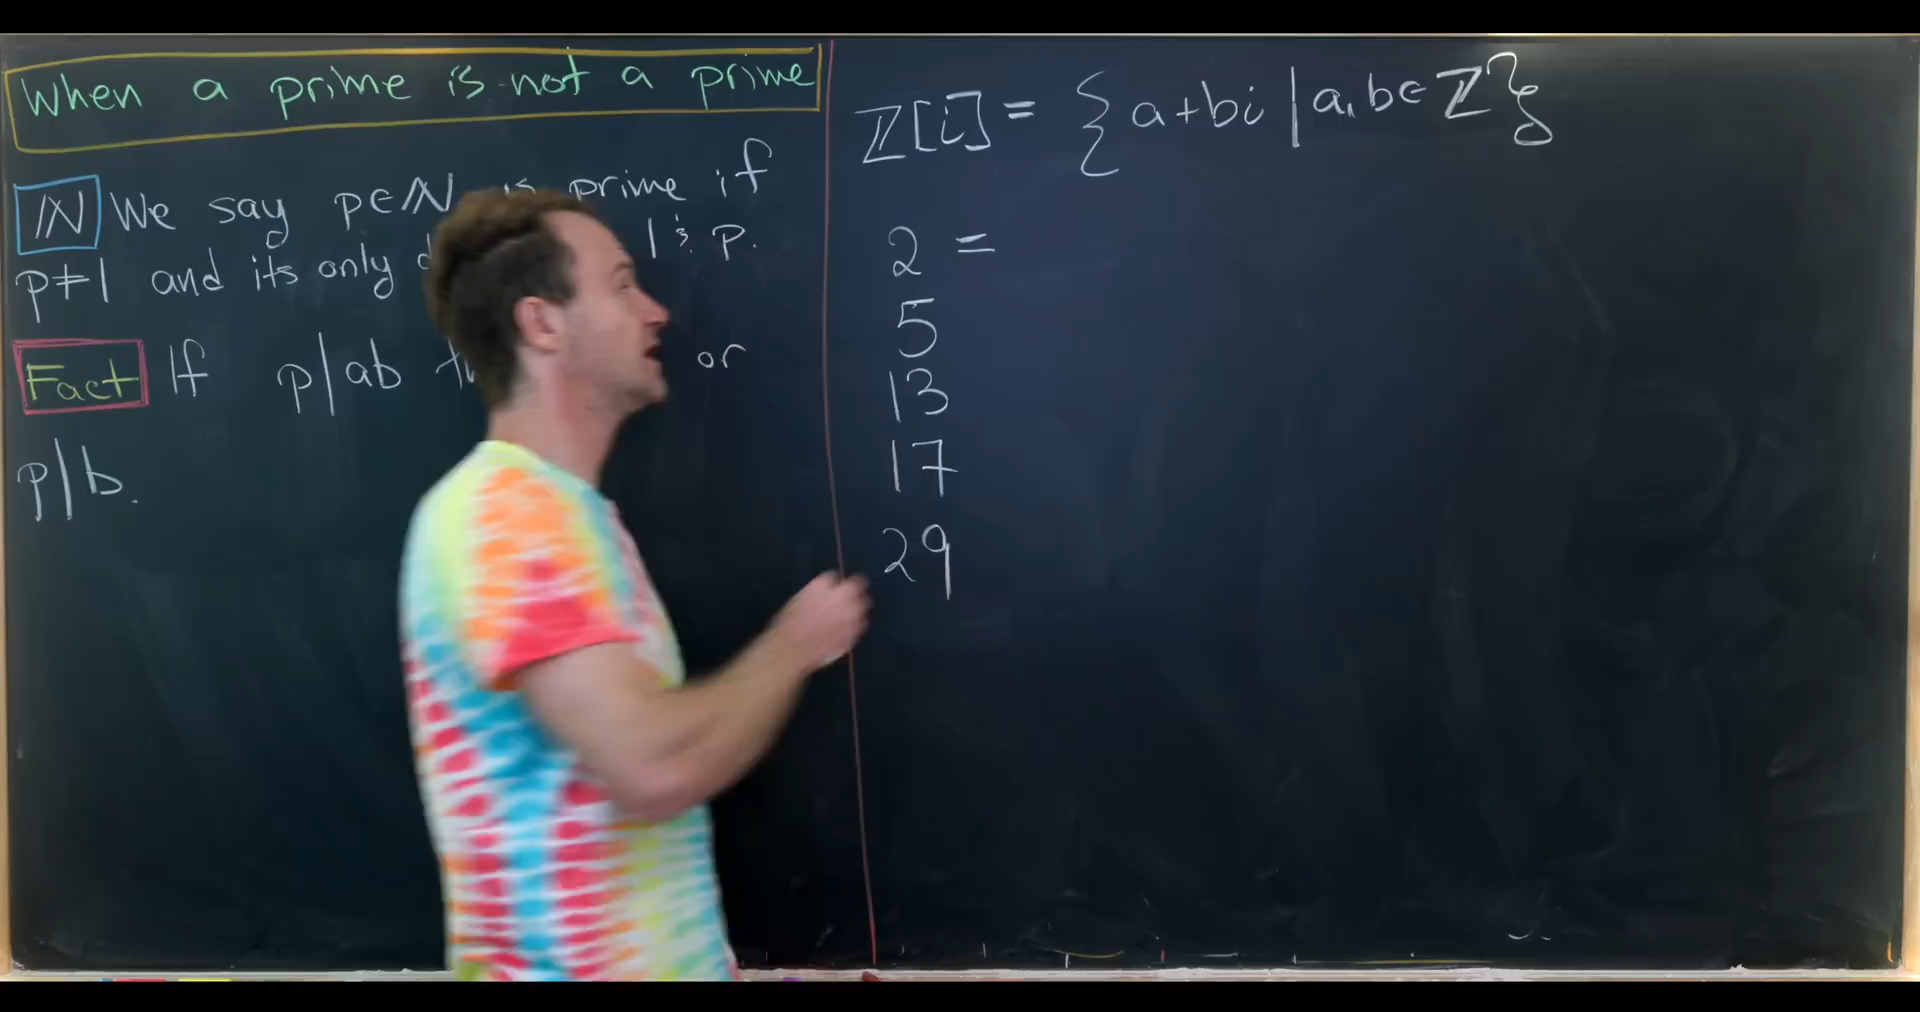 When a prime is not a prime
ℕ We say p∈ℕ is prime if
p≠1 and its only 1 & p.
Fact If p|ab or
p|b.
ℤ[i] = {a+bi | a, b ∈ ℤ}
2 =
5
13
17
29